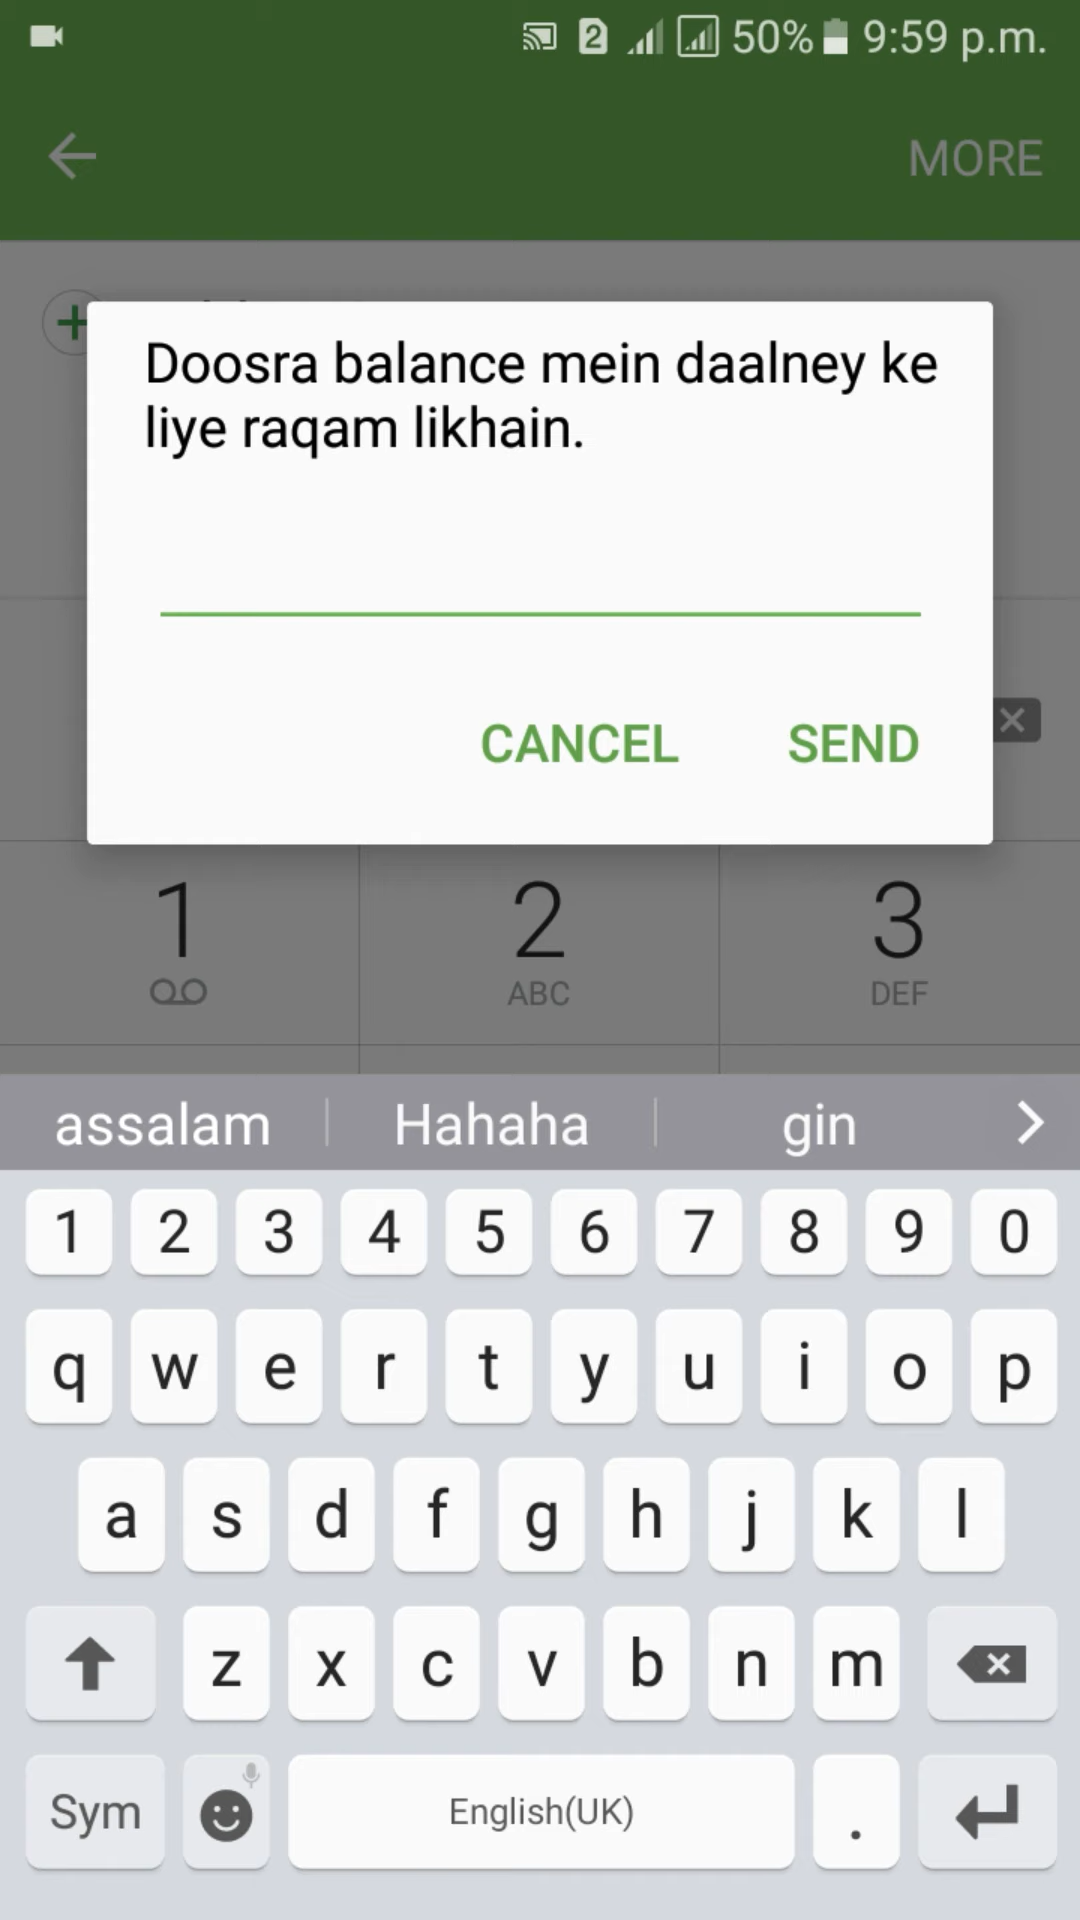 2 50% 9:59 p.m.
MORE
Doosra balance mein daalney ke
liye raqam likhain.
CANCEL SEND
1 2 3
ABC DEF
assalam Hahaha gin
1 2 3 4 5 6 7 8 9 0
q w e r t y u i o p
a s d f g h j k l
z x c v b n m
Sym English(UK) .